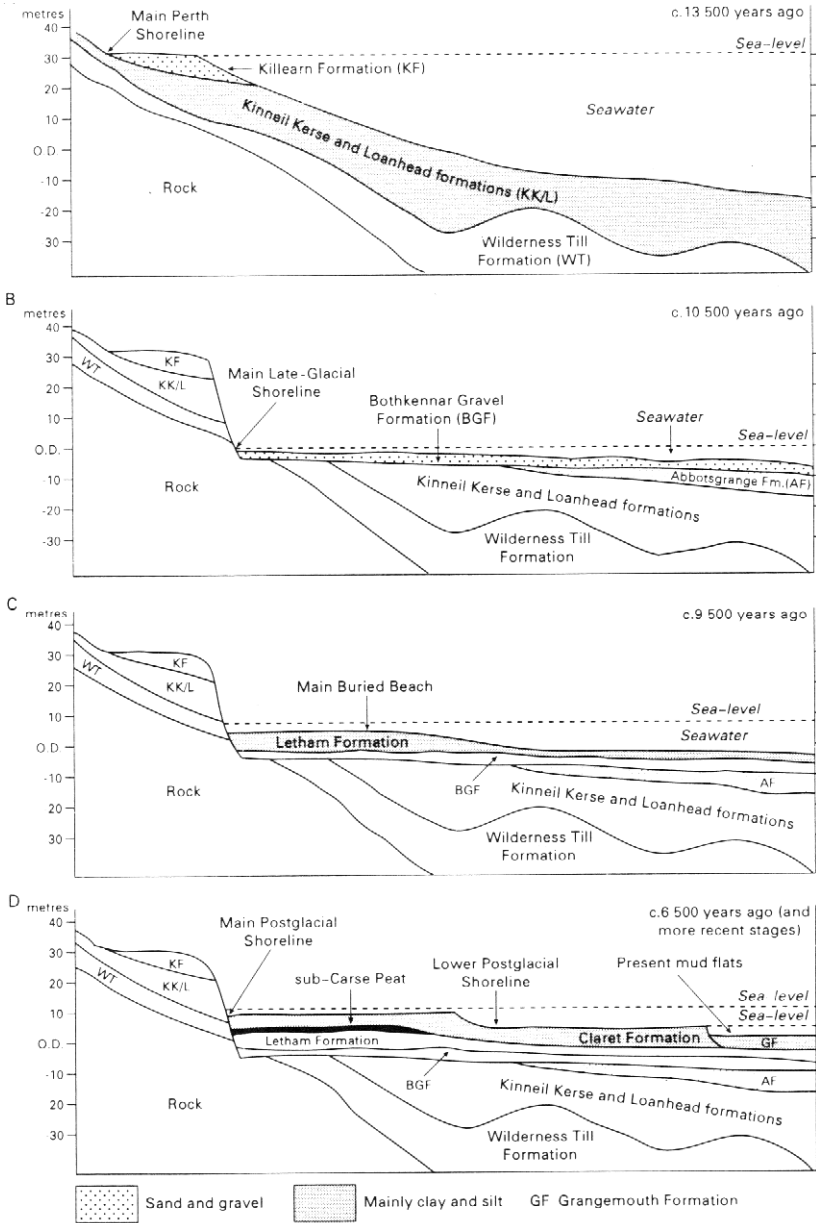 Main Perth
Shoreline
c.13 500 years ago
metres
40
30
20
10
O.D.
-10
-20
30
Sea-level
Killearn Formation (KF)
Seawater
Kinneil Kerse and Loanhead formations (KK/L)
Rock
Wilderness Till
Formation (WT)
B
metres
c.10 500 years ago
40
30
20
10
O.D.
-10
-20
-30
KF
WT
KK/L
Main Late-Glacial
Shoreline
Bothkennar Gravel
Formation (BGF)
Seawater
Sea-level
Abbotsgrange Fm.(AF)
Rock
Kinneil Kerse and Loanhead formations
Wilderness Till
Formation
C
metres
c.9 500 years ago
40
30
20
10
O.D.
-10
-20
30
KF
WT
KK/L
Main Buried Beach
Sea-level
Letham Formation
Seawater
BGF
AF
Rock
Kinneil Kerse and Loanhead formations
Wilderness Till
Formation
D
metres
c.6 500 years ago (and
more recent stages)
40
30
20
10
O.D.
-10
-20
30-
Main Postglacial
Shoreline
KF
WT
KK/L
sub-Carse Peat
Lower Postglacial
Shoreline
Present mud flats
Sea-level
Sea-level
Letham Formation
Claret Formation
GF
BGF
AF
Rock
Kinneil Kerse and Loanhead formations
Wilderness Till
Formation
Sand and gravel
Mainly clay and silt
GF Grangemouth Formation